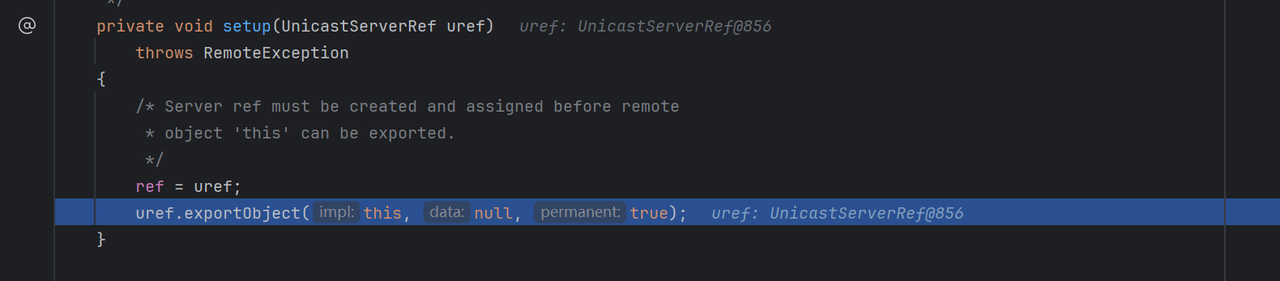 */
@ private void setup(UnicastServerRef uref)   uref: UnicastServerRef@856
throws RemoteException
{
/* Server ref must be created and assigned before remote
* object 'this' can be exported.
*/
ref = uref;
uref.exportObject( impl: this, data: null, permanent: true);   uref: UnicastServerRef@856
}